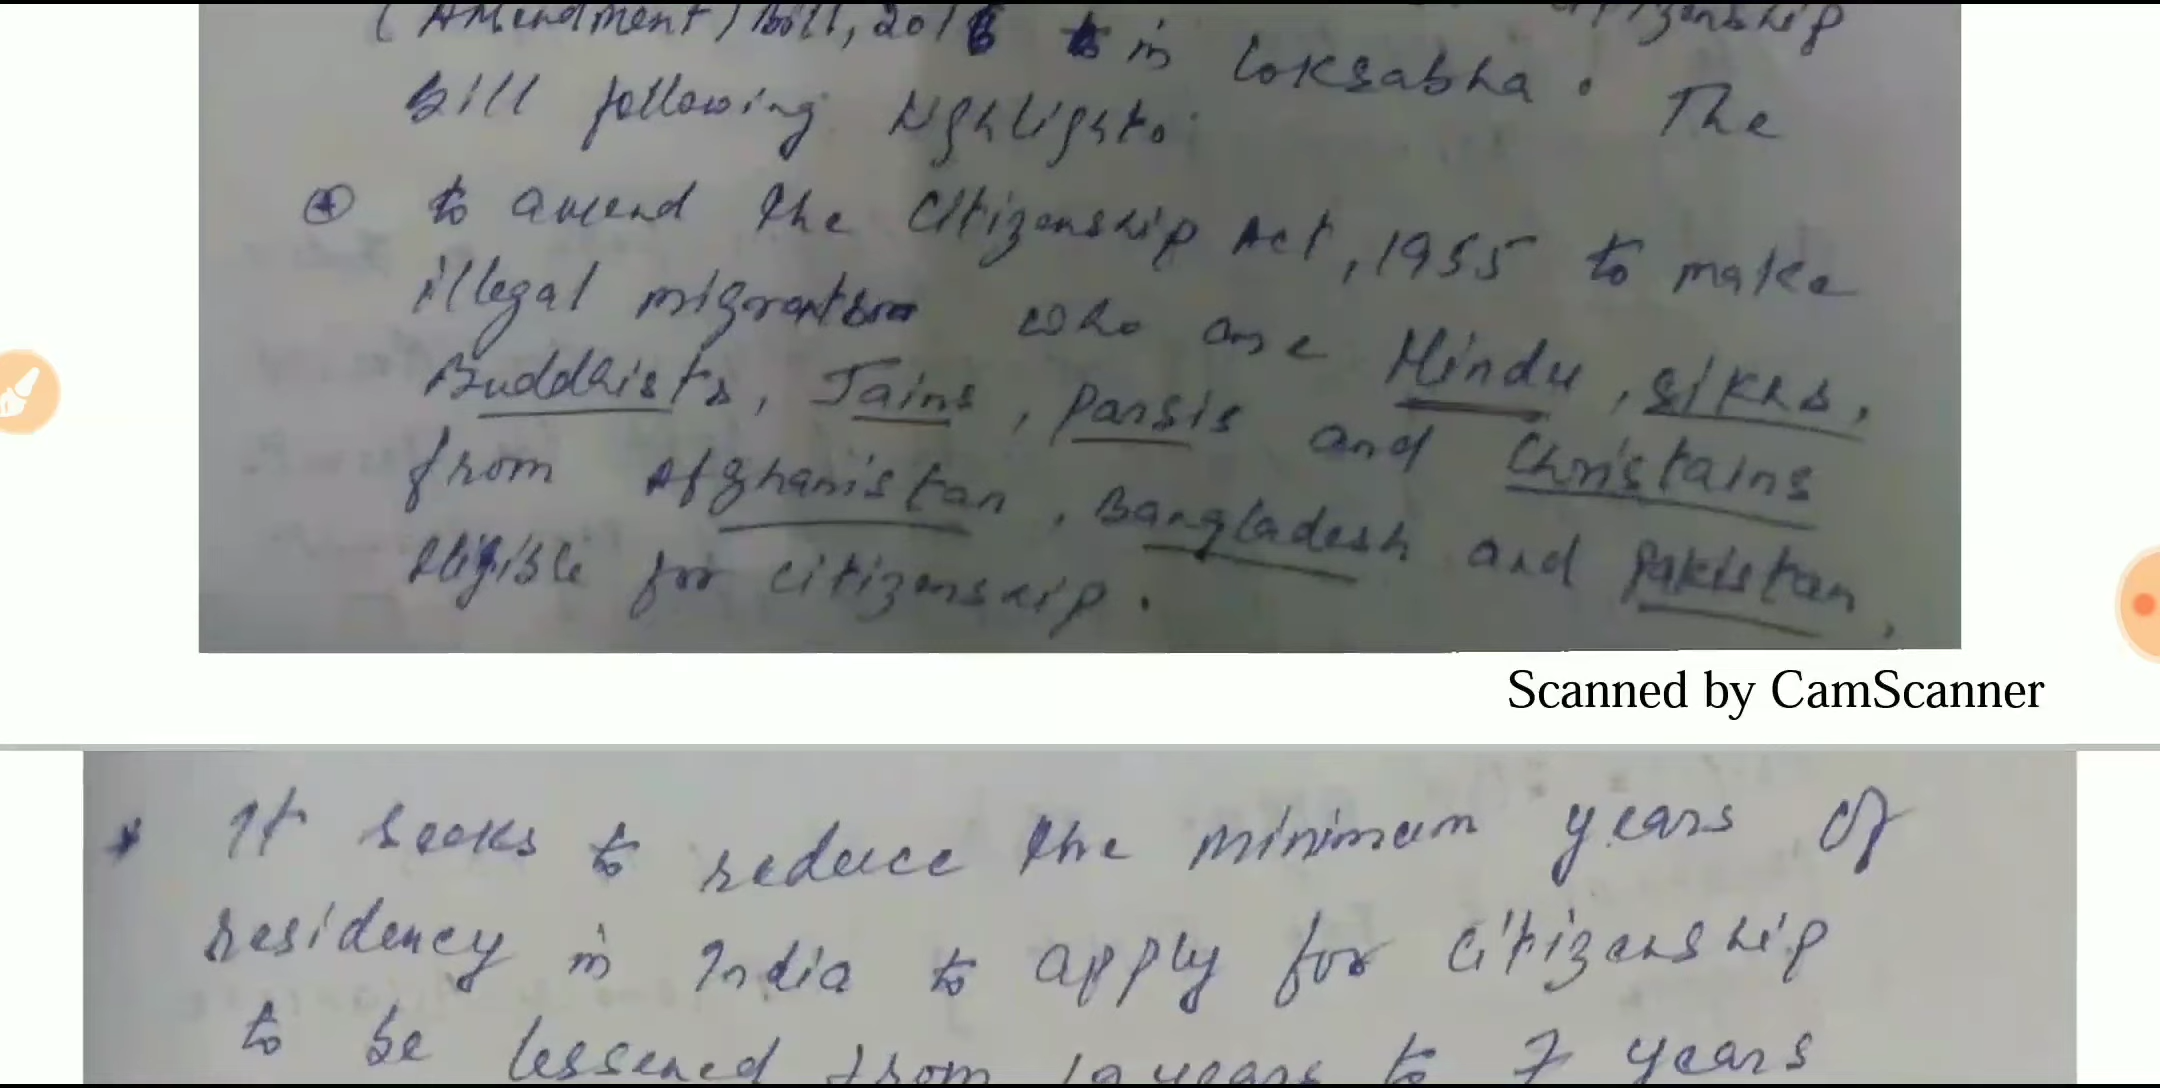 (Amendment) Bill, 2016 to in loksabha. The
Citizenship
Bill following Highlights.
to amend the Citizenship Act, 1955 to make
illegal migrants who are Hindu, sikhs,
Buddhists, Jains, Parsis and Christains
from Afghanistan, Bangladesh and Pakistan,
eligible for citizenship.
Scanned by CamScanner
* It seeks to reduce the minimum years of
residency in India to apply for citizenship
to be lessened from years to 7 years